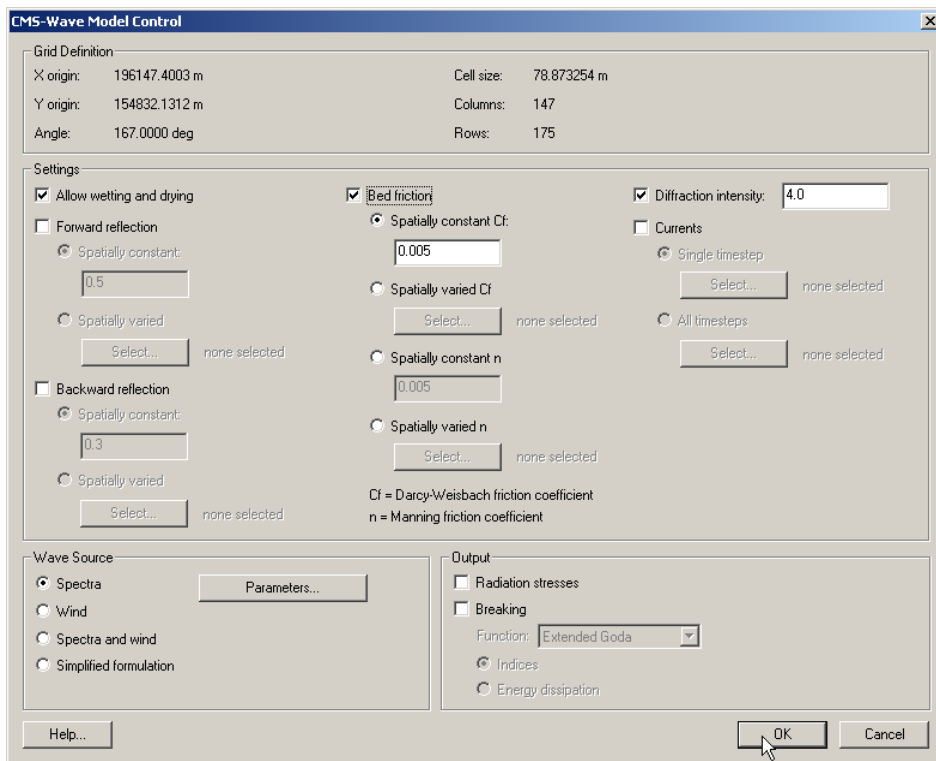 CMS-Wave Model Control
Grid Definition
X origin: 196147.4003 m Cell size: 78.873254 m
Y origin: 154832.1312 m Columns: 147
Angle: 167.0000 deg Rows: 175
Settings
Allow wetting and drying
Forward reflection
Spatially constant:
0.5
Spatially varied
Select... none selected
Backward reflection
Spatially constant:
0.3
Spatially varied
Select... none selected
Bed friction
Spatially constant Cf:
0.005
Spatially varied Cf
Select... none selected
Spatially constant n
0.005
Spatially varied n
Select... none selected
Cf = Darcy-Weisbach friction coefficient
n = Manning friction coefficient
Diffraction intensity: 4.0
Currents
Single timestep
Select... none selected
All timesteps
Select... none selected
Wave Source
Spectra Parameters...
Wind
Spectra and wind
Simplified formulation
Output
Radiation stresses
Breaking
Function: Extended Goda
Indices
Energy dissipation
Help... OK Cancel